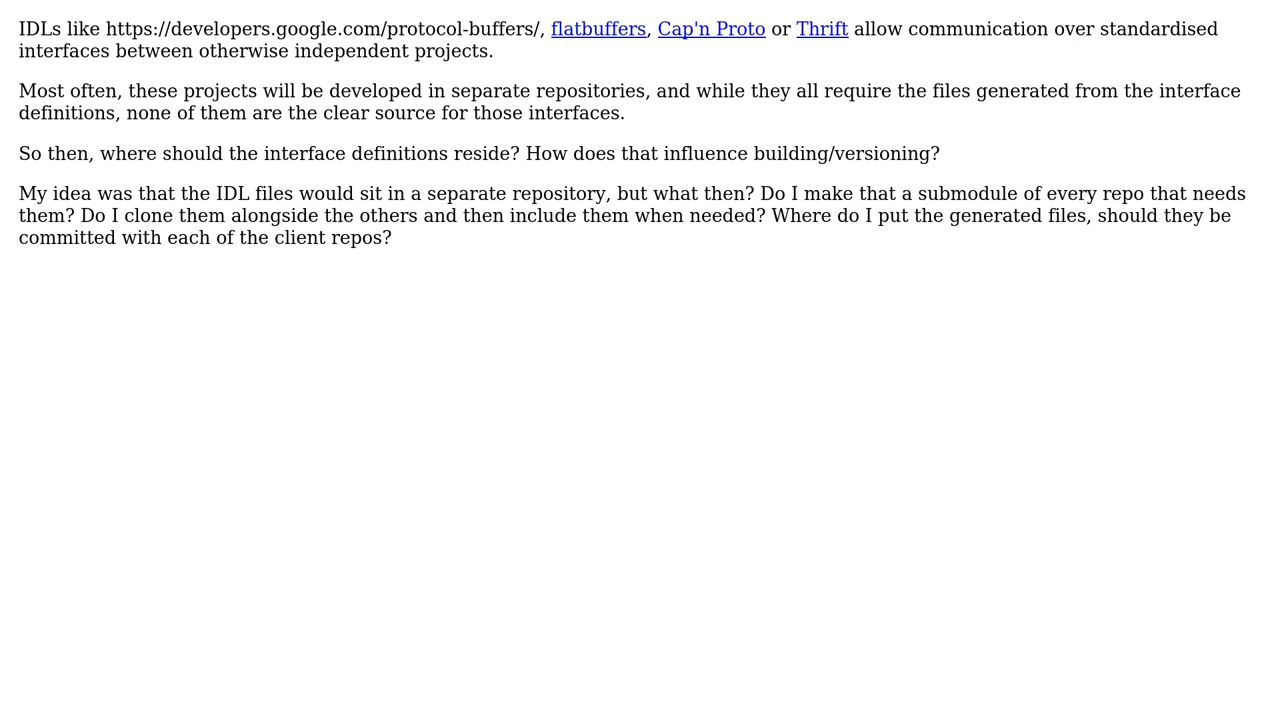 IDLs like https://developers.google.com/protocol-buffers/, flatbuffers, Cap'n Proto or Thrift allow communication over standardised
interfaces between otherwise independent projects.
Most often, these projects will be developed in separate repositories, and while they all require the files generated from the interface
definitions, none of them are the clear source for those interfaces.
So then, where should the interface definitions reside? How does that influence building/versioning?
My idea was that the IDL files would sit in a separate repository, but what then? Do I make that a submodule of every repo that needs
them? Do I clone them alongside the others and then include them when needed? Where do I put the generated files, should they be
committed with each of the client repos?